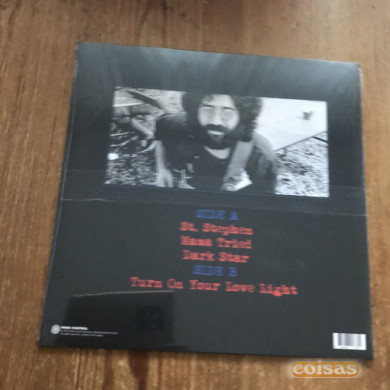 SIDE A
St. Stephen
Mama Tried
Dark Star
SIDE B
Turn On Your Love Light
coisas